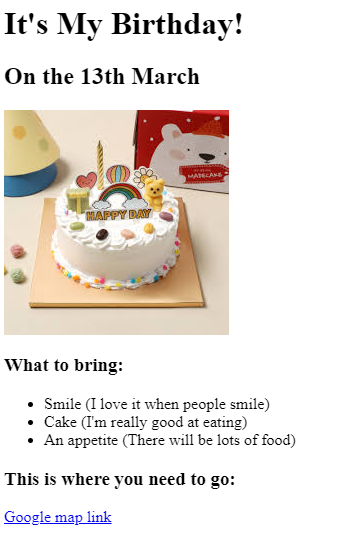 It's My Birthday!
On the 13th March
HAPPY DAY
MADECAKE
What to bring:
Smile (I love it when people smile)
Cake (I'm really good at eating)
An appetite (There will be lots of food)
This is where you need to go:
Google map link